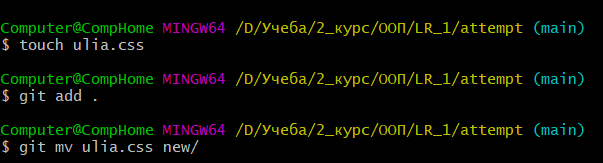 Computer@CompHome MINGW64 /D/Учеба/2_курс/ООП/LR_1/attempt (main)
$ touch ulia.css
Computer@CompHome MINGW64 /D/Учеба/2_курс/ООП/LR_1/attempt (main)
$ git add .
Computer@CompHome MINGW64 /D/Учеба/2_курс/ООП/LR_1/attempt (main)
$ git mv ulia.css new/